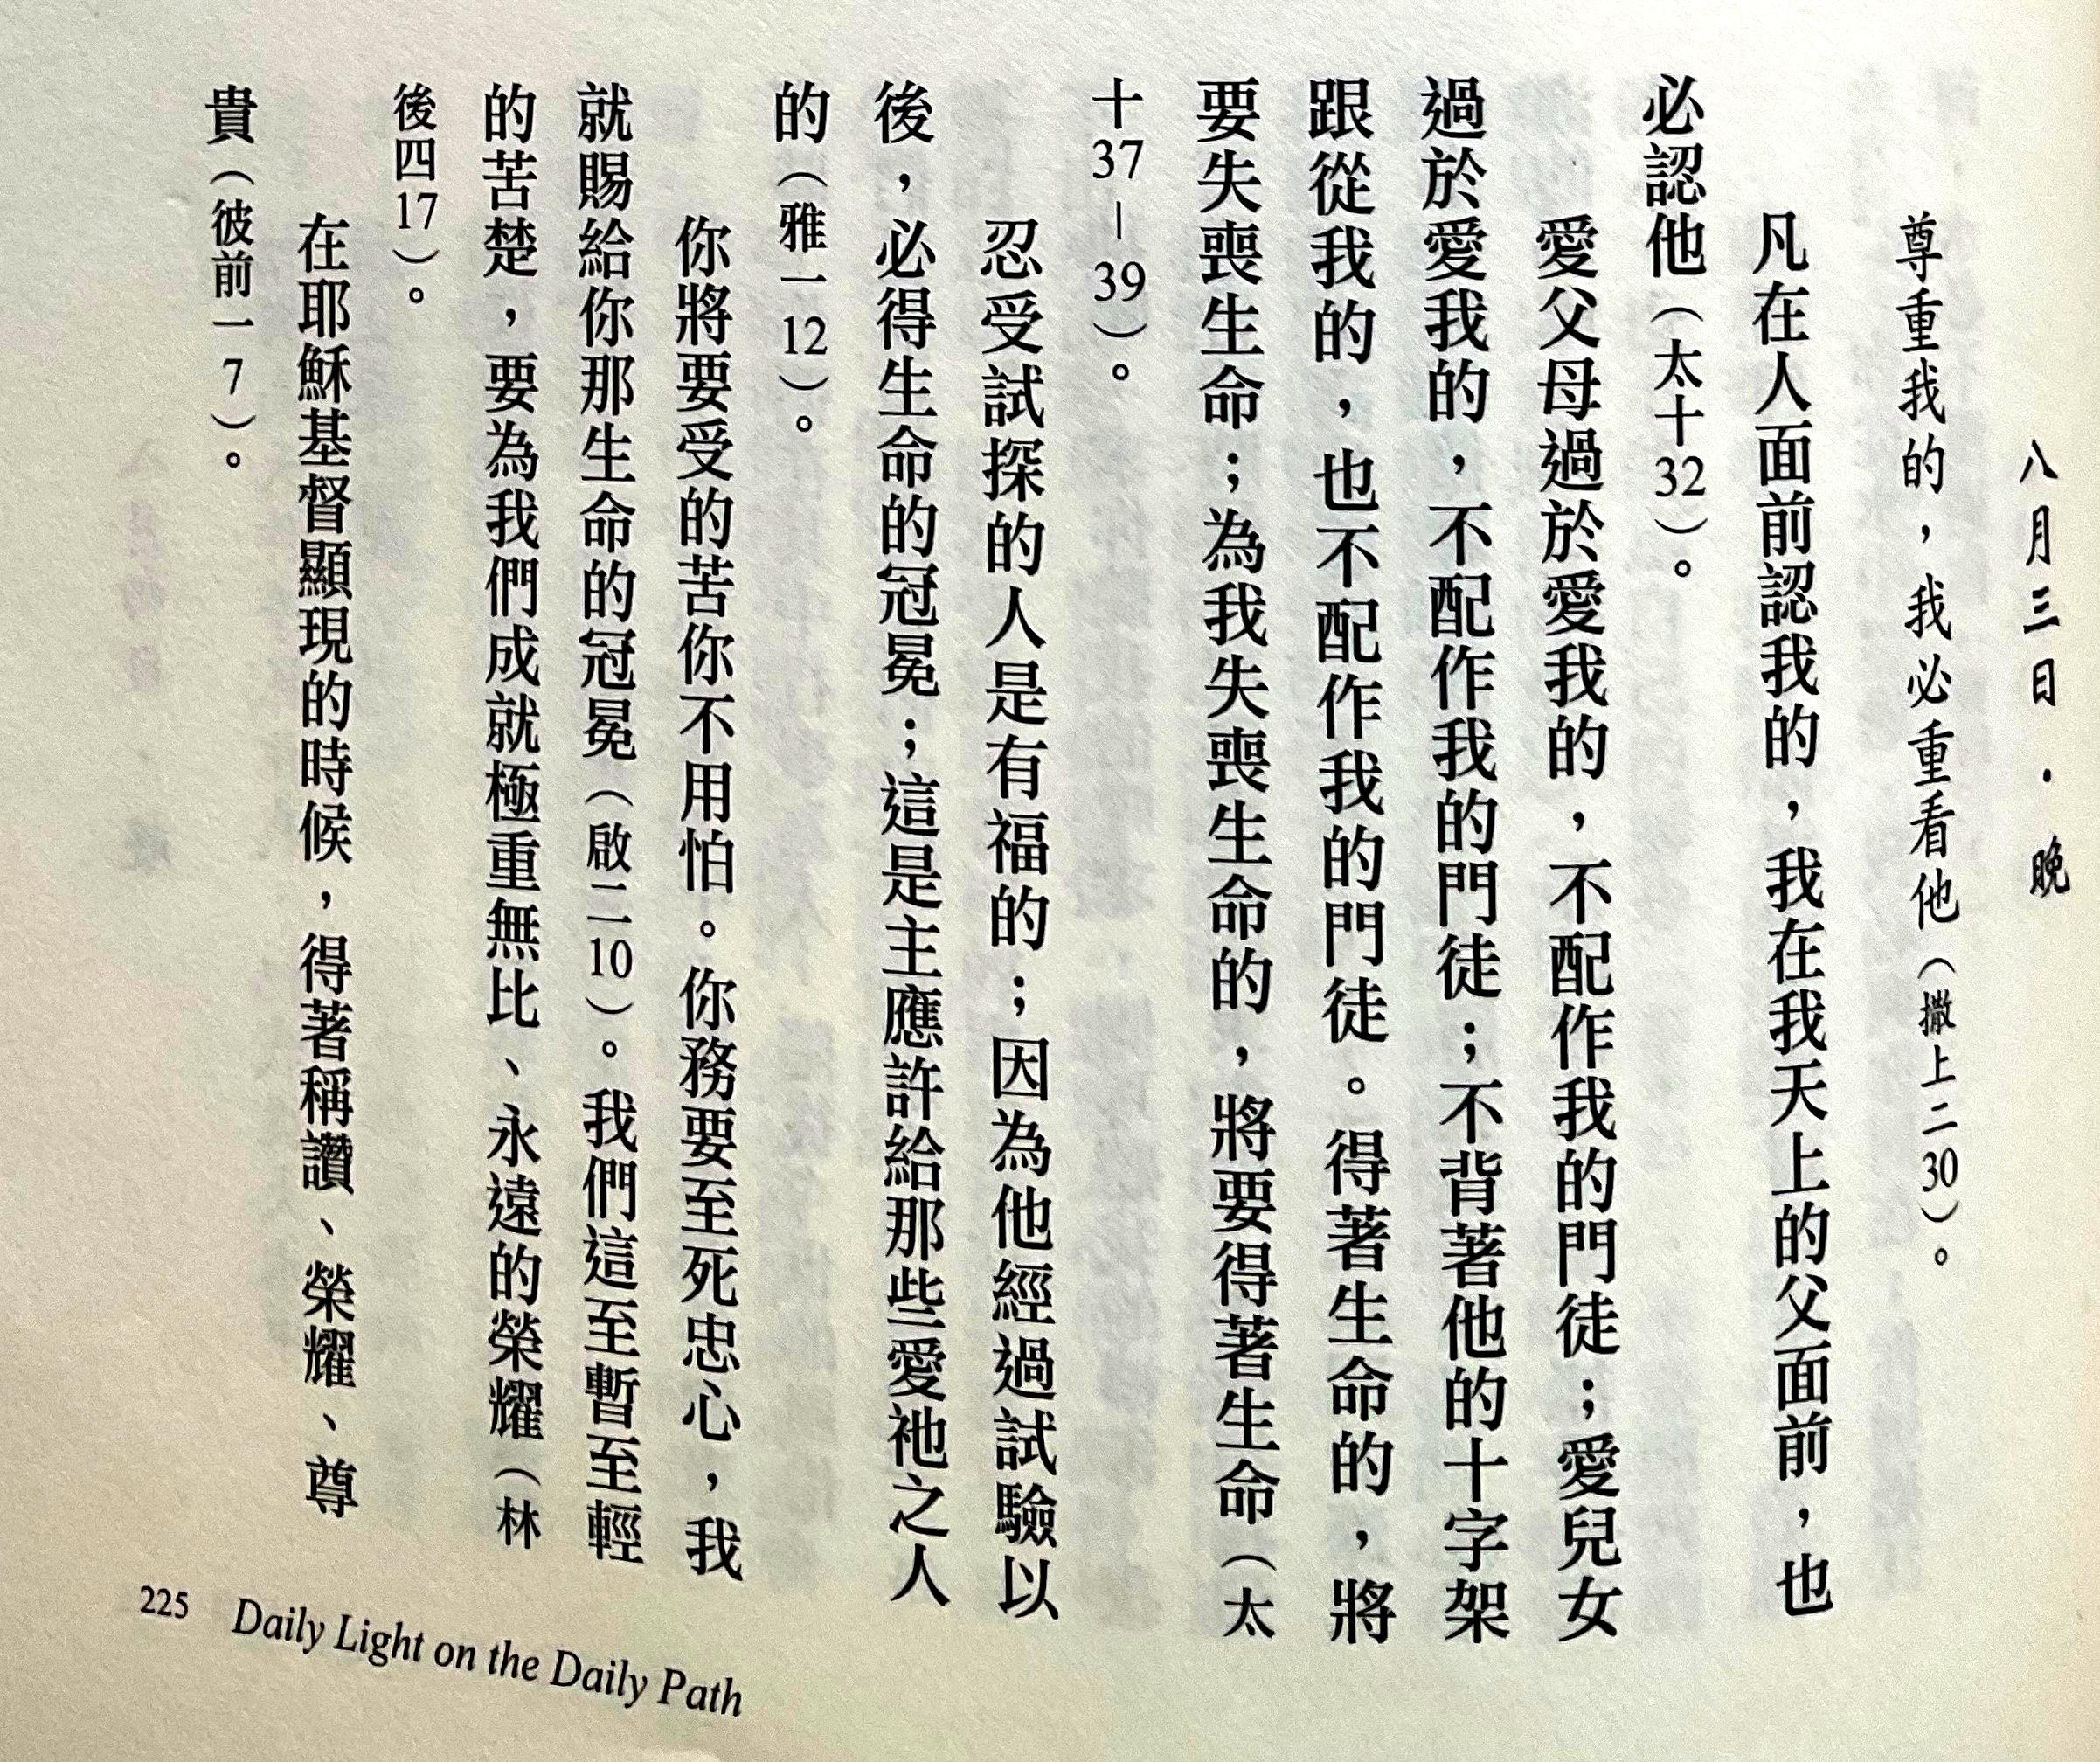 八月三日．晚
尊重我的，我必重看他（撒上二30）。
凡在人面前認我的，我在我天上的父面前，也
必認他（太十32）。
愛父母過於愛我的，不配作我的門徒；愛兒女
過於愛我的，不配作我的門徒；不背著他的十字架
跟從我的，也不配作我的門徒。得著生命的，將
要失喪生命；為我失喪生命的，將要得著生命（太
十37－39）。
忍受試探的人是有福的；因為他經過試驗以
後，必得生命的冠冕；這是主應許給那些愛祂之人
的（雅一12）。
你將要受的苦你不用怕。你務要至死忠心，我
就賜給你那生命的冠冕（啟二10）。我們這至暫至輕
的苦楚，要為我們成就極重無比、永遠的榮耀（林
後四17）。
在耶穌基督顯現的時候，得著稱讚、榮耀、尊
貴（彼前一7）。
225 Daily Light on the Daily Path